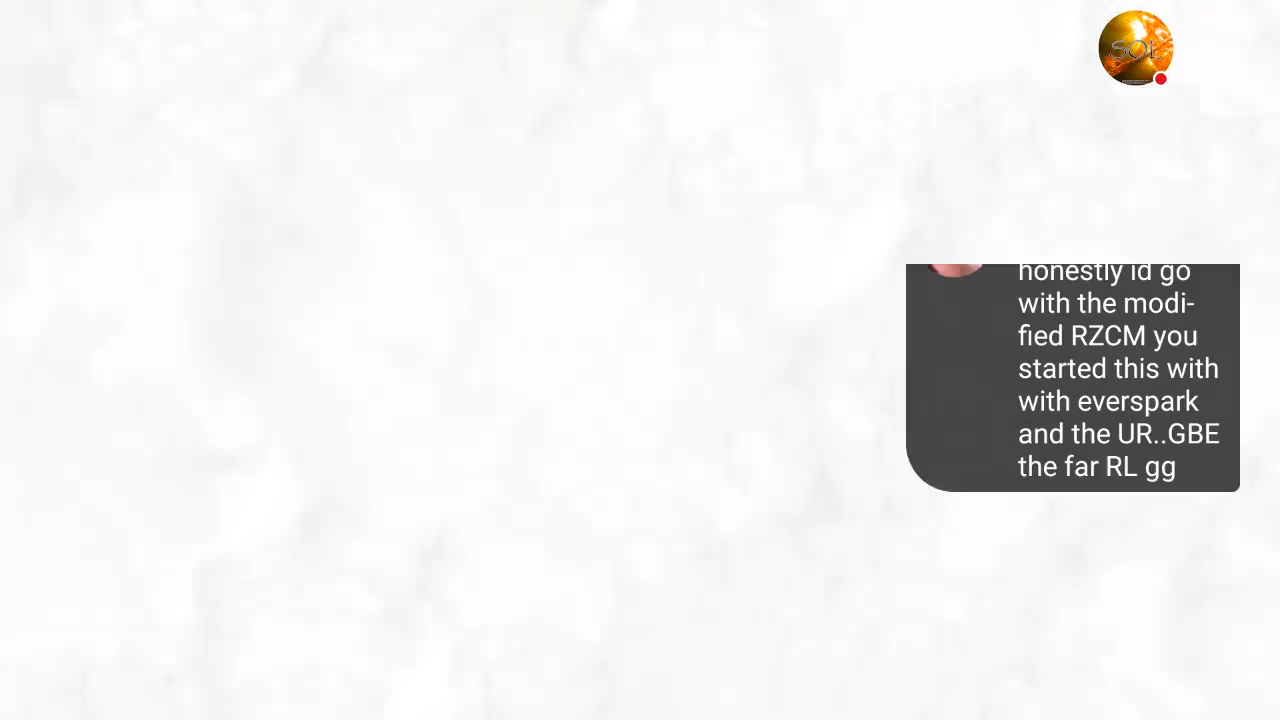 SOL
honestly id go
with the modi-
fied RZCM you
started this with
with everspark
and the UR..GBE
the far RL gg